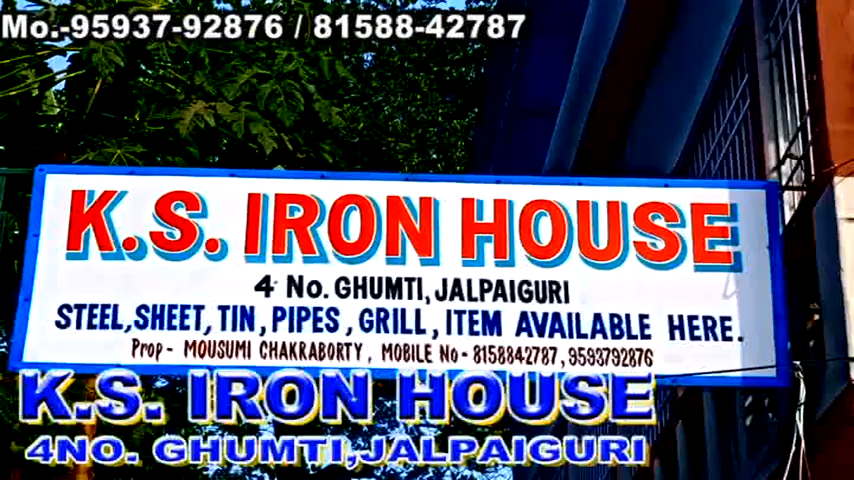 Mo.-95937-92876 / 81588-42787
K.S. IRON HOUSE
4 No. GHUMTI, JALPAIGURI
STEEL, SHEET, TIN, PIPES, GRILL, ITEM AVAILABLE HERE.
Prop - MOUSUMI CHAKRABORTY, MOBILE No - 8158842787, 9593792876
K.S. IRON HOUSE
4NO. GHUMTI,JALPAIGURI